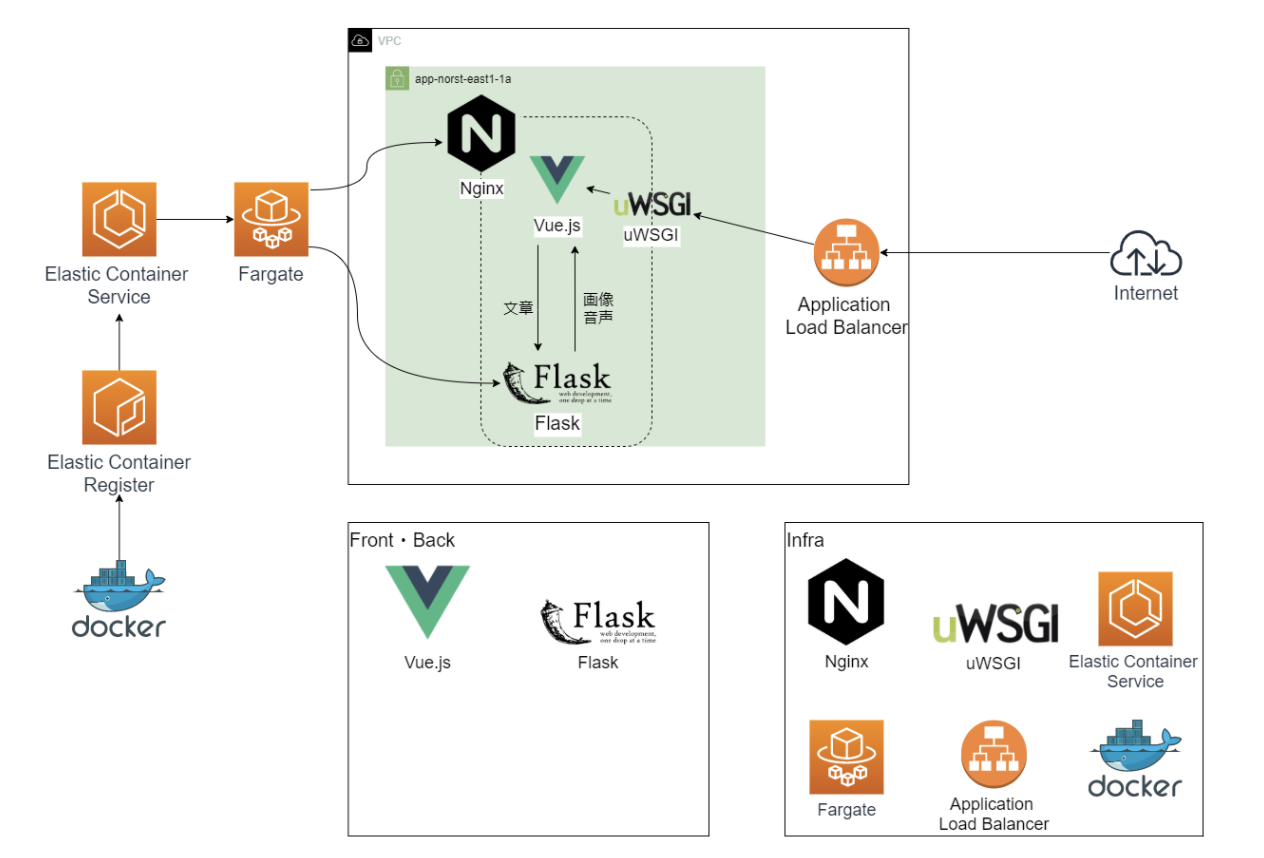 VPC
app-norst-east1-1a
Nginx
Vue.js
uWSGI
uWSGI
文章
画像
音声
Flask
web development,
one drop at a time
Flask
Elastic Container
Service
Fargate
Elastic Container
Register
docker
Application
Load Balancer
Internet
Front・Back
Vue.js
Flask
web development,
one drop at a time
Flask
Infra
Nginx
uWSGI
uWSGI
Elastic Container
Service
Fargate
Application
Load Balancer
docker